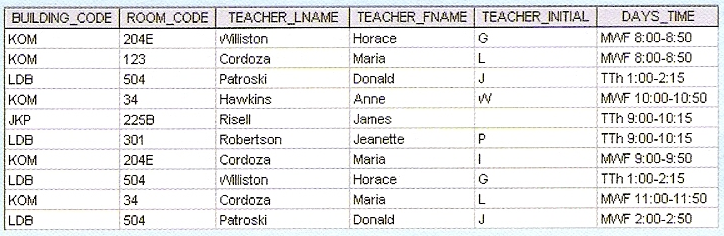 BUILDING_CODE ROOM_CODE TEACHER_LNAME TEACHER_FNAME TEACHER_INITIAL DAYS_TIME
KOM 204E Williston Horace G MWF 8:00-8:50
KOM 123 Cordoza Maria L MWF 8:00-8:50
LDB 504 Patroski Donald J TTh 1:00-2:15
KOM 34 Hawkins Anne W MWF 10:00-10:50
JKP 225B Risell James TTh 9:00-10:15
LDB 301 Robertson Jeanette P TTh 9:00-10:15
KOM 204E Cordoza Maria I MWF 9:00-9:50
LDB 504 Williston Horace G TTh 1:00-2:15
KOM 34 Cordoza Maria L MWF 11:00-11:50
LDB 504 Patroski Donald J MWF 2:00-2:50